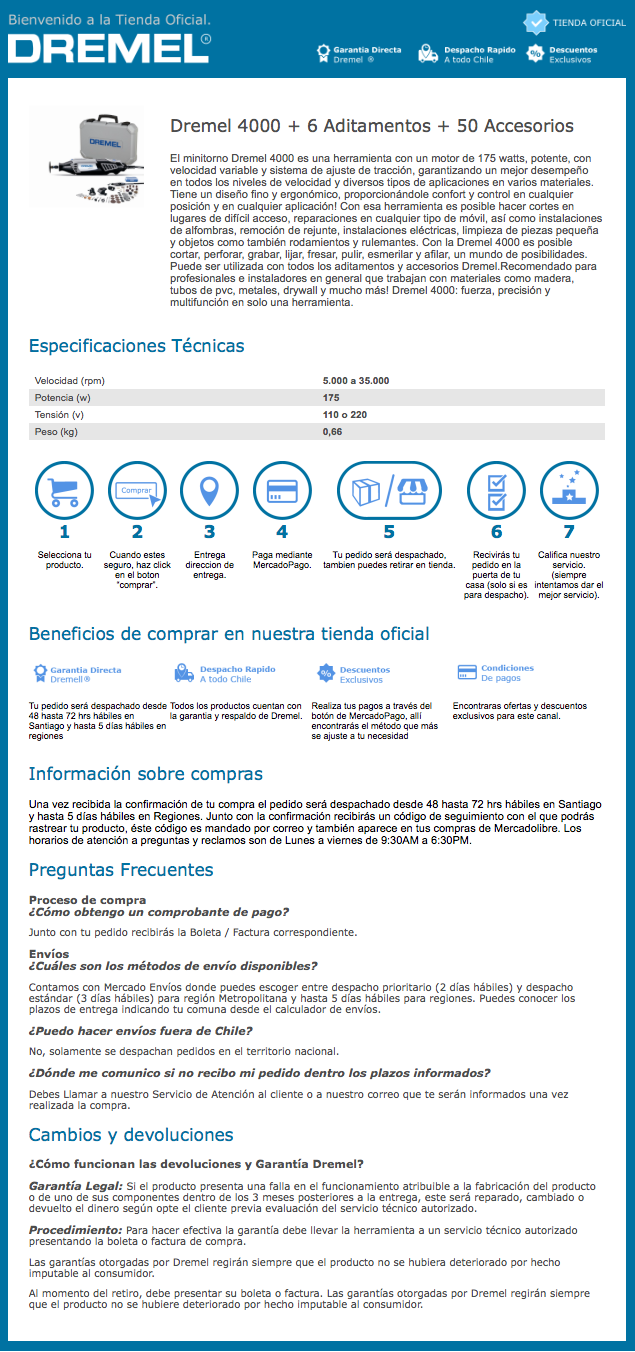 Bienvenido a la Tienda Oficial.
DREMEL®
TIENDA OFICIAL
Garantía Directa
Dremel ®
Despacho Rapido
A todo Chile
Descuentos
Exclusivos
DREMEL
Dremel 4000 + 6 Aditamentos + 50 Accesorios
El minitorno Dremel 4000 es una herramienta con un motor de 175 watts, potente, con
velocidad variable y sistema de ajuste de tracción, garantizando un mejor desempeño
en todos los niveles de velocidad y diversos tipos de aplicaciones en varios materiales.
Tiene un diseño fino y ergonómico, proporcionándole confort y control en cualquier
posición y en cualquier aplicación! Con esa herramienta es posible hacer cortes en
lugares de difícil acceso, reparaciones en cualquier tipo de móvil, así como instalaciones
de alfombras, remoción de rejunte, instalaciones eléctricas, limpieza de piezas pequeña
y objetos como también rodamientos y rulemantes. Con la Dremel 4000 es posible
cortar, perforar, grabar, lijar, fresar, pulir, esmerilar y afilar, un mundo de posibilidades.
Puede ser utilizada con todos los aditamentos y accesorios Dremel.Recomendado para
profesionales e instaladores en general que trabajan con materiales como madera,
tubos de pvc, metales, drywall y mucho más! Dremel 4000: fuerza, precisión y
multifunción en solo una herramienta.
Especificaciones Técnicas
Velocidad (rpm) 5.000 a 35.000
Potencia (w) 175
Tensión (v) 110 o 220
Peso (kg) 0,66
Comprar
1
Selecciona tu
producto.
2
Cuando estes
seguro, haz click
en el boton
"comprar".
3
Entrega
direccion de
entrega.
4
Paga mediante
MercadoPago.
5
Tu pedido será despachado,
tambien puedes retirar en tienda.
6
Recivirás tu
pedido en la
puerta de tu
casa (solo si es
para despacho).
7
Califica nuestro
servicio.
(siempre
intentamos dar el
mejor servicio).
Beneficios de comprar en nuestra tienda oficial
Garantía Directa
Dremell®
Despacho Rapido
A todo Chile
Descuentos
Exclusivos
Condiciones
De pagos
Tu pedido será despachado desde
48 hasta 72 hrs hábiles en
Santiago y hasta 5 días hábiles en
regiones
Todos los productos cuentan con
la garantia y respaldo de Dremel.
Realiza tus pagos a través del
botón de MercadoPago, allí
encontrarás el método que más
se ajuste a tu necesidad
Encontraras ofertas y descuentos
exclusivos para este canal.
Información sobre compras
Una vez recibida la confirmación de tu compra el pedido será despachado desde 48 hasta 72 hrs hábiles en Santiago
y hasta 5 días hábiles en Regiones. Junto con la confirmación recibirás un código de seguimiento con el que podrás
rastrear tu producto, éste código es mandado por correo y también aparece en tus compras de Mercadolibre. Los
horarios de atención a preguntas y reclamos son de Lunes a viernes de 9:30AM a 6:30PM.
Preguntas Frecuentes
Proceso de compra
¿Cómo obtengo un comprobante de pago?
Junto con tu pedido recibirás la Boleta / Factura correspondiente.
Envíos
¿Cuáles son los métodos de envío disponibles?
Contamos con Mercado Envíos donde puedes escoger entre despacho prioritario (2 días hábiles) y despacho
estándar (3 días hábiles) para región Metropolitana y hasta 5 días hábiles para regiones. Puedes conocer los
plazos de entrega indicando tu comuna desde el calculador de envíos.
¿Puedo hacer envíos fuera de Chile?
No, solamente se despachan pedidos en el territorio nacional.
¿Dónde me comunico si no recibo mi pedido dentro los plazos informados?
Debes Llamar a nuestro Servicio de Atención al cliente o a nuestro correo que te serán informados una vez
realizada la compra.
Cambios y devoluciones
¿Cómo funcionan las devoluciones y Garantía Dremel?
Garantía Legal: Si el producto presenta una falla en el funcionamiento atribuible a la fabricación del producto
o de uno de sus componentes dentro de los 3 meses posteriores a la entrega, este será reparado, cambiado o
devuelto el dinero según opte el cliente previa evaluación del servicio técnico autorizado.
Procedimiento: Para hacer efectiva la garantía debe llevar la herramienta a un servicio técnico autorizado
presentando la boleta o factura de compra.
Las garantías otorgadas por Dremel regirán siempre que el producto no se hubiera deteriorado por hecho
imputable al consumidor.
Al momento del retiro, debe presentar su boleta o factura. Las garantías otorgadas por Dremel regirán siempre
que el producto no se hubiere deteriorado por hecho imputable al consumidor.